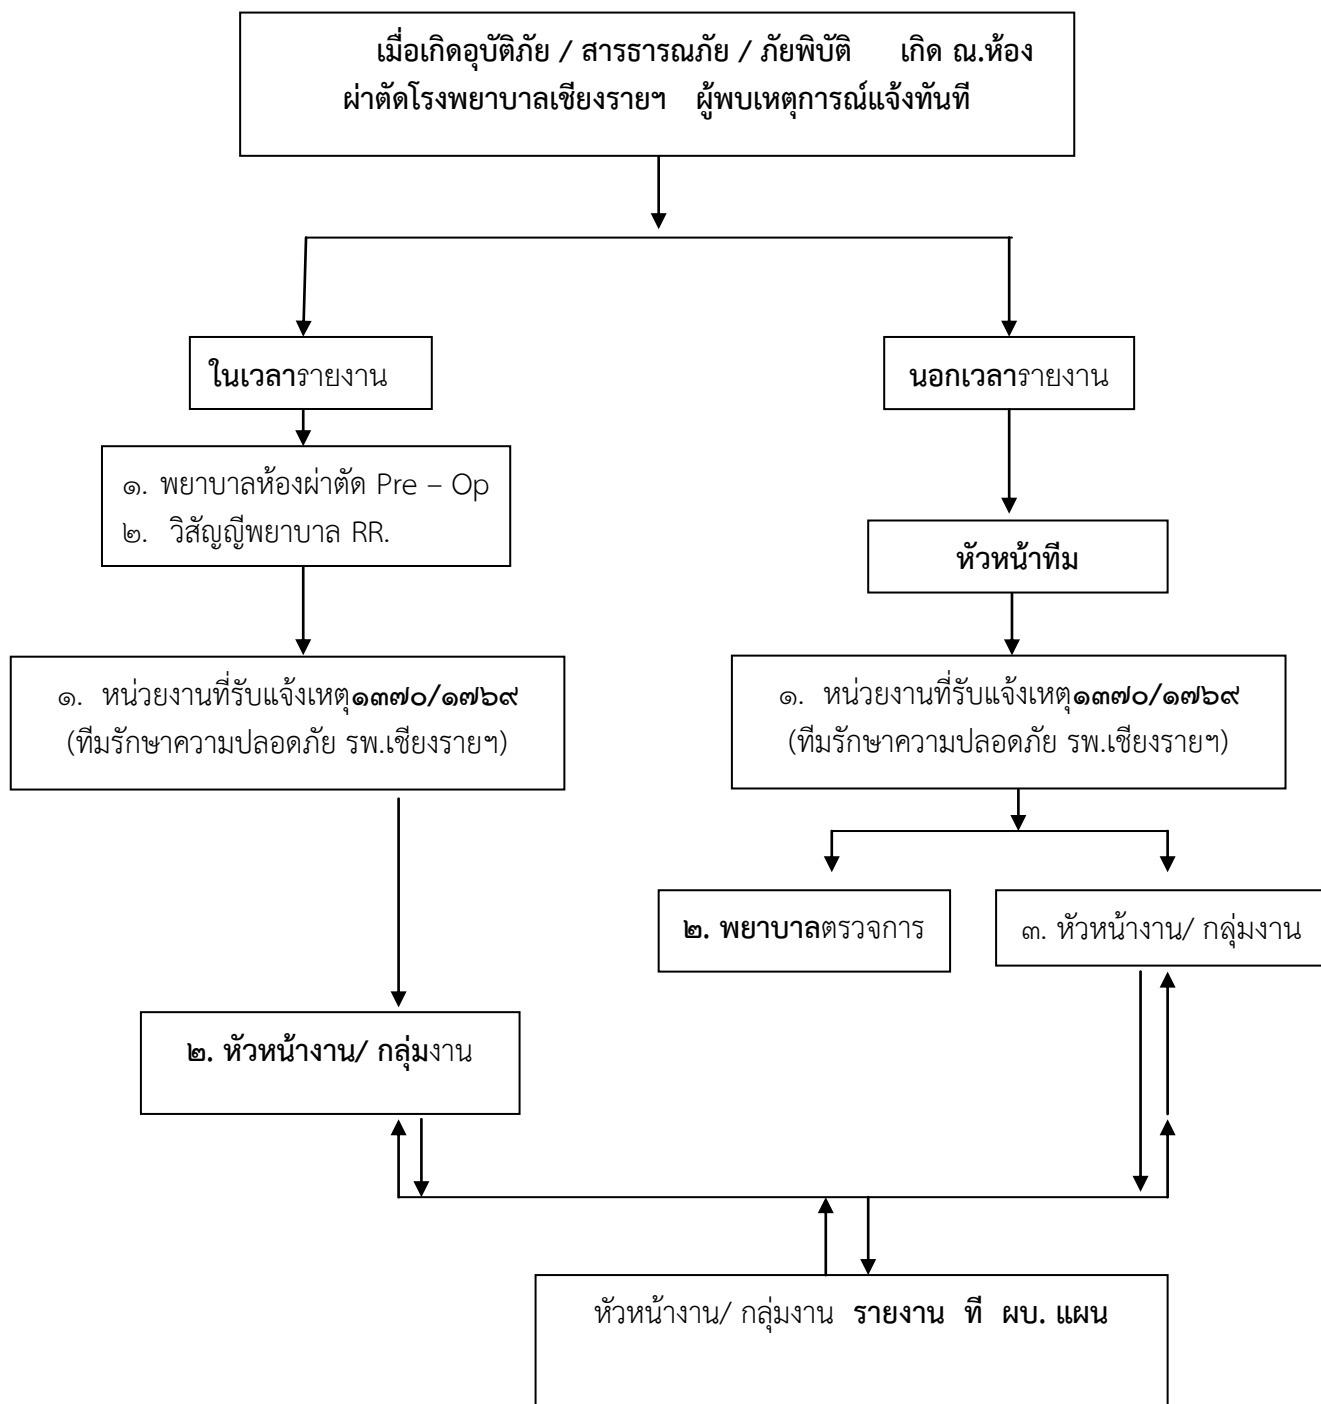 เมื่อเกิดอุบัติภัย / สารธารณภัย / ภัยพิบัติ เกิด ณ.ห้อง
ผ่าตัดโรงพยาบาลเชียงรายฯ ผู้พบเหตุการณ์แจ้งทันที
ในเวลารายงาน
นอกเวลารายงาน
๑. พยาบาลห้องผ่าตัด Pre – Op
๒. วิสัญญีพยาบาล RR.
หัวหน้าทีม
๑. หน่วยงานที่รับแจ้งเหตุ๑๓๗๐/๑๗๖๙
(ทีมรักษาความปลอดภัย รพ.เชียงรายฯ)
๑. หน่วยงานที่รับแจ้งเหตุ๑๓๗๐/๑๗๖๙
(ทีมรักษาความปลอดภัย รพ.เชียงรายฯ)
๒. พยาบาลตรวจการ
๓. หัวหน้างาน/ กลุ่มงาน
๒. หัวหน้างาน/ กลุ่มงาน
หัวหน้างาน/ กลุ่มงาน รายงาน ที ผบ. แผน